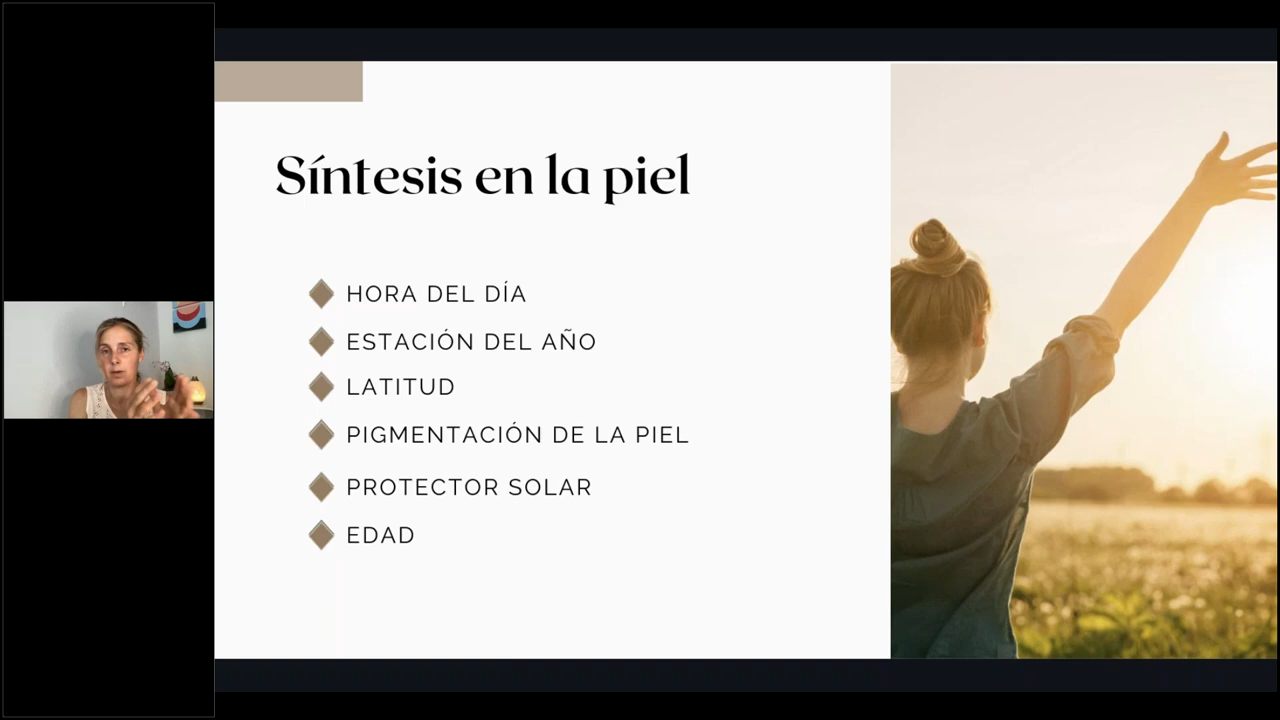 Síntesis en la piel
HORA DEL DÍA
ESTACIÓN DEL AÑO
LATITUD
PIGMENTACIÓN DE LA PIEL
PROTECTOR SOLAR
EDAD